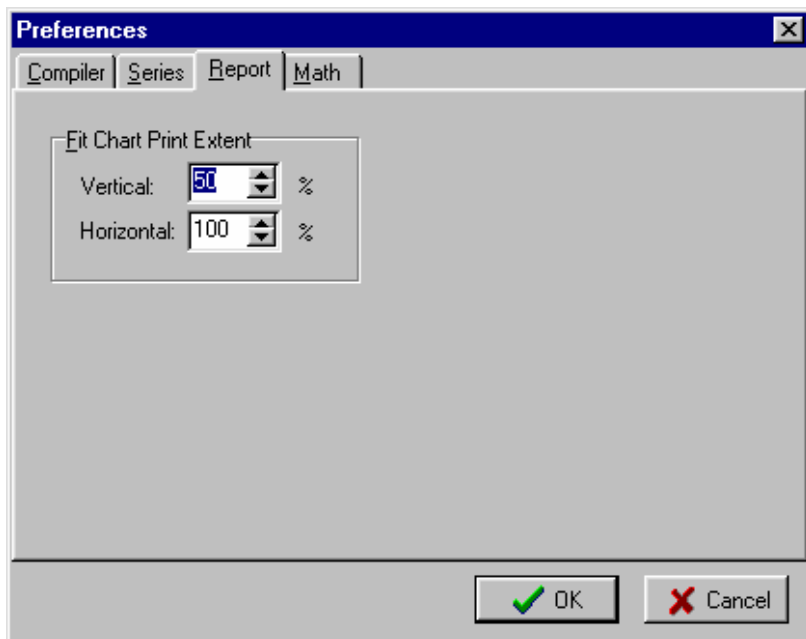 Preferences
Compiler Series Report Math
Fit Chart Print Extent
Vertical: 50 %
Horizontal: 100 %
OK Cancel